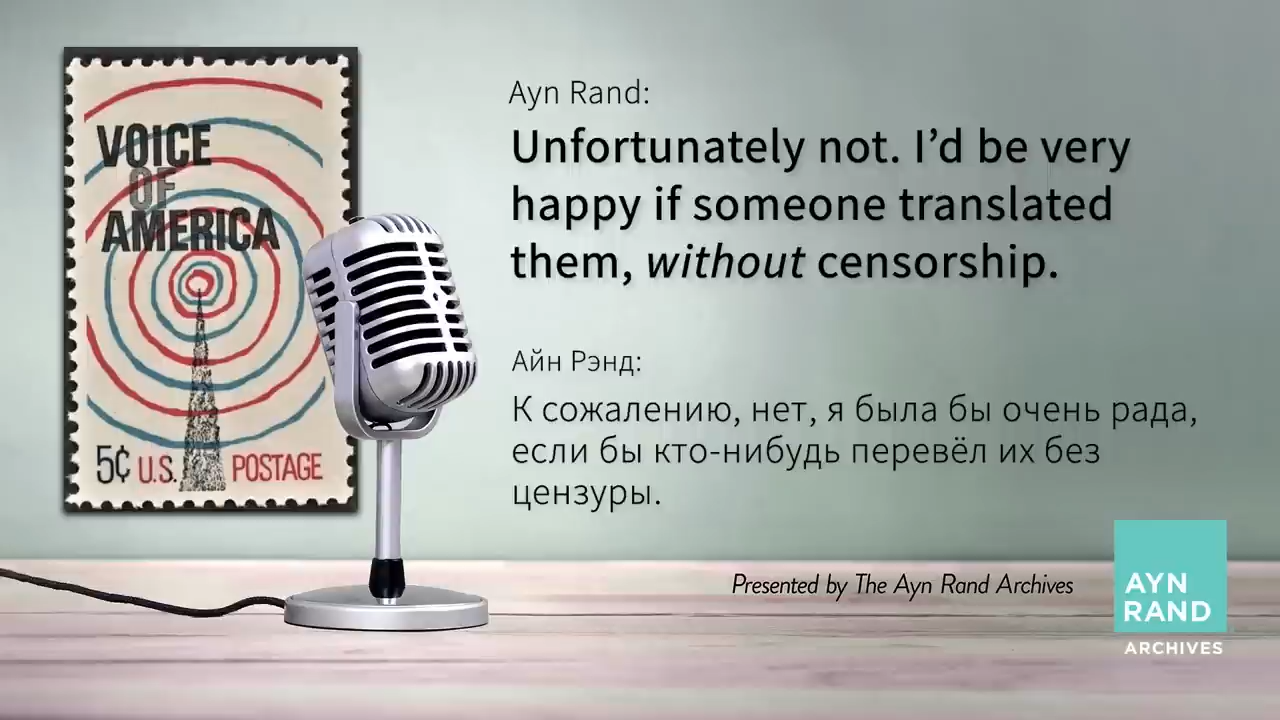 VOICE
OF
AMERICA
5¢ U.S. POSTAGE
Ayn Rand:
Unfortunately not. I’d be very
happy if someone translated
them, without censorship.
Айн Рэнд:
К сожалению, нет, я была бы очень рада,
если бы кто-нибудь перевёл их без
цензуры.
Presented by The Ayn Rand Archives
AYN
RAND
ARCHIVES